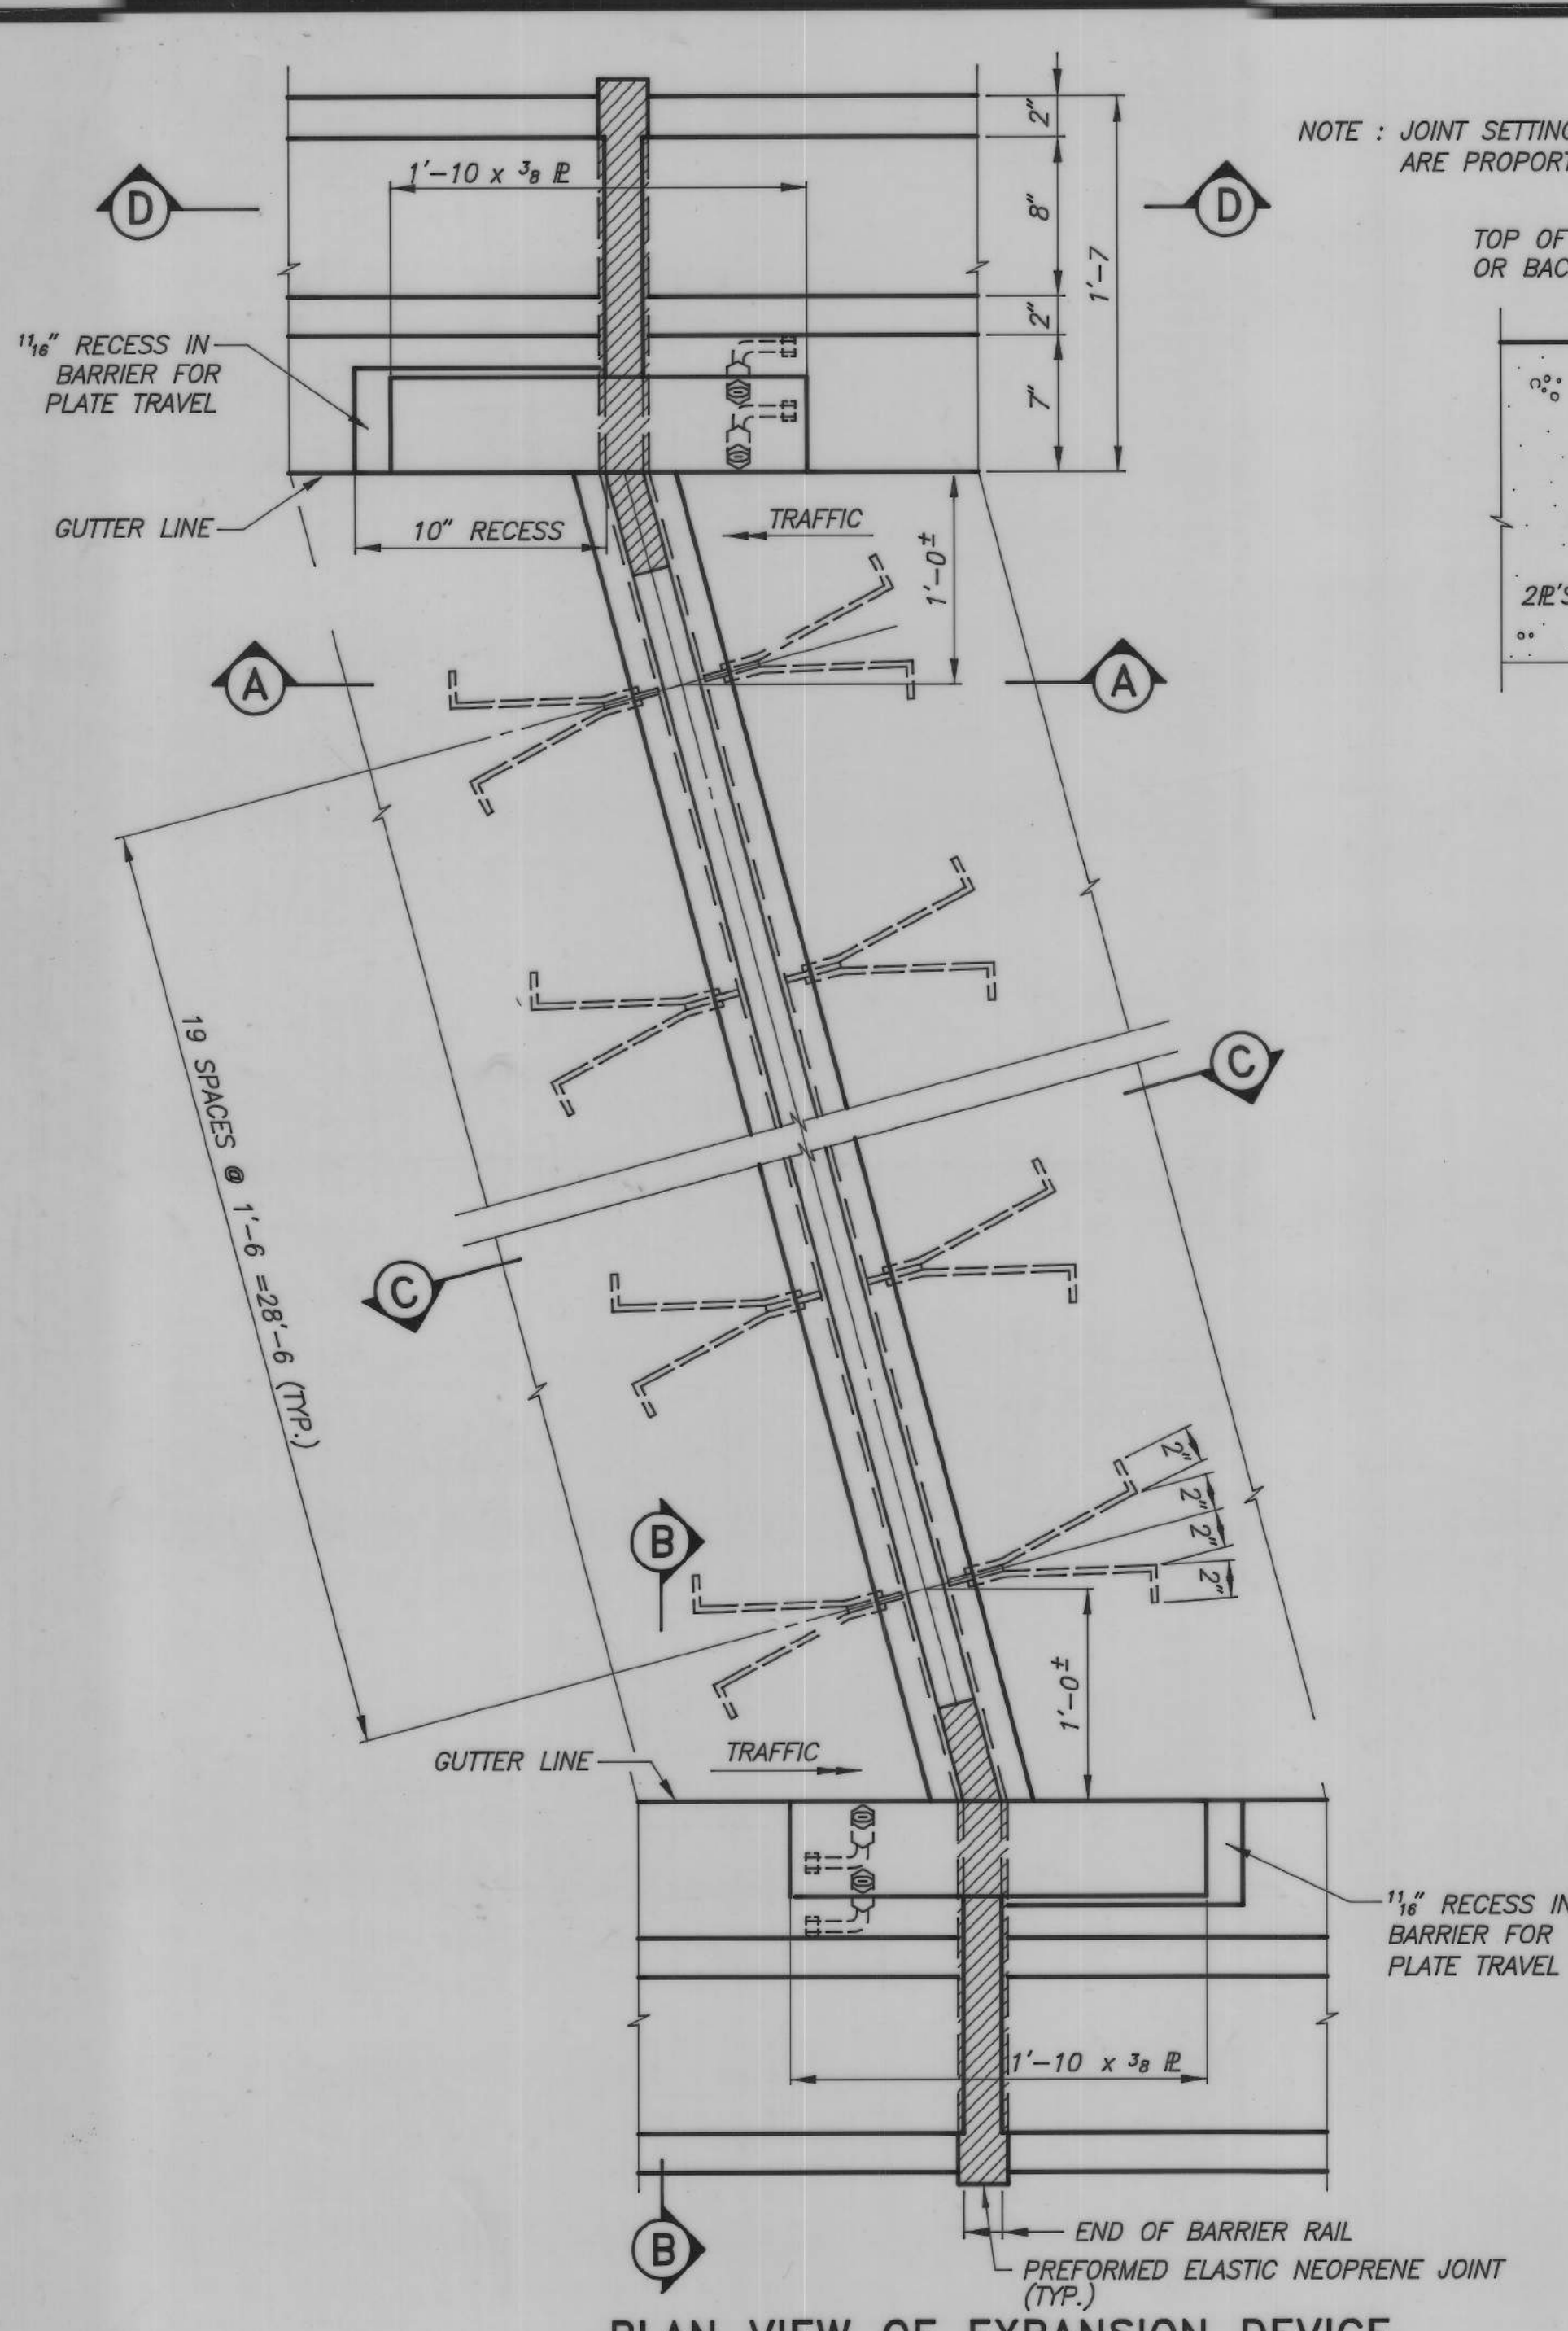 2"
NOTE : JOINT SETTING
ARE PROPORT
1'-10 x 3/8 ⅊
D
D
8"
1'-7
TOP OF
OR BAC
2"
11/16" RECESS IN
BARRIER FOR
PLATE TRAVEL
7"
GUTTER LINE
10" RECESS
TRAFFIC
1'-0±
2⅊'S
A
A
19 SPACES @ 1'-6 =28'-6 (TYP.)
C
C
2"
2"
2"
2"
B
1'-0±
GUTTER LINE
TRAFFIC
11/16" RECESS IN
BARRIER FOR
PLATE TRAVEL
1'-10 x 3/8 ⅊
B
END OF BARRIER RAIL
PREFORMED ELASTIC NEOPRENE JOINT
(TYP.)
PLAN VIEW OF EXPANSION DEVICE